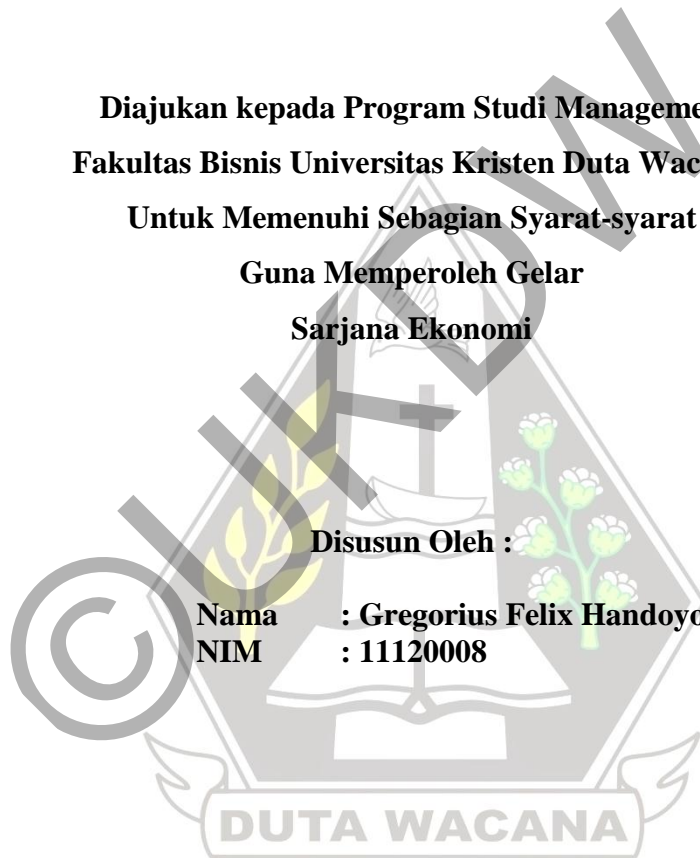 Diajukan kepada Program Studi Manageme
Fakultas Bisnis Universitas Kristen Duta Wac
Untuk Memenuhi Sebagian Syarat-syarat
Guna Memperoleh Gelar
Sarjana Ekonomi
Disusun Oleh :
Nama : Gregorius Felix Handoyo
NIM : 11120008
©UKDW
DUTA WACANA